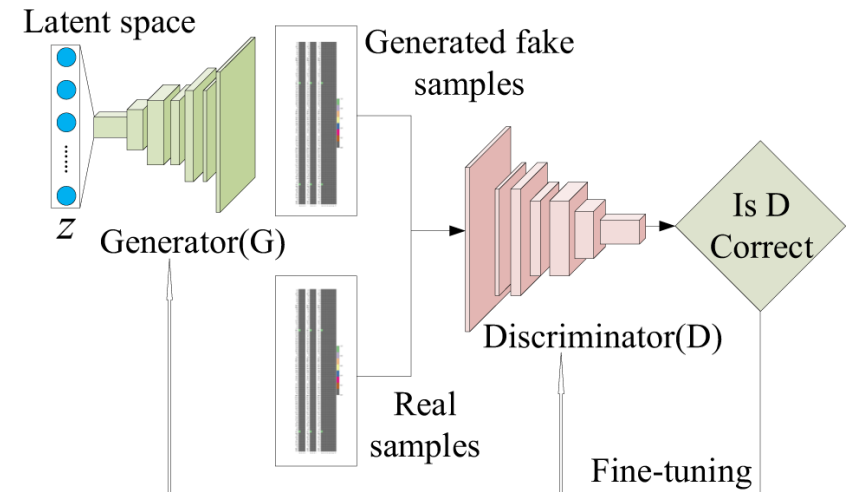 Latent space
Generated fake
samples
z
Generator(G)
Is D
Correct
Discriminator(D)
Real
samples
Fine-tuning